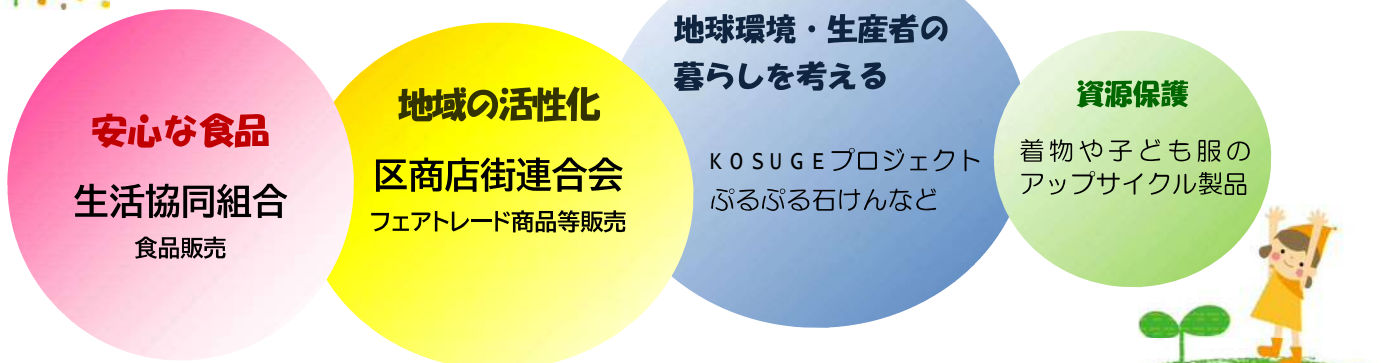 安心な食品
生活協同組合
食品販売
地域の活性化
区商店街連合会
フェアトレード商品等販売
地球環境・生産者の
暮らしを考える
KOSUGEプロジェクト
ぷるぷる石けんなど
資源保護
着物や子ども服の
アップサイクル製品